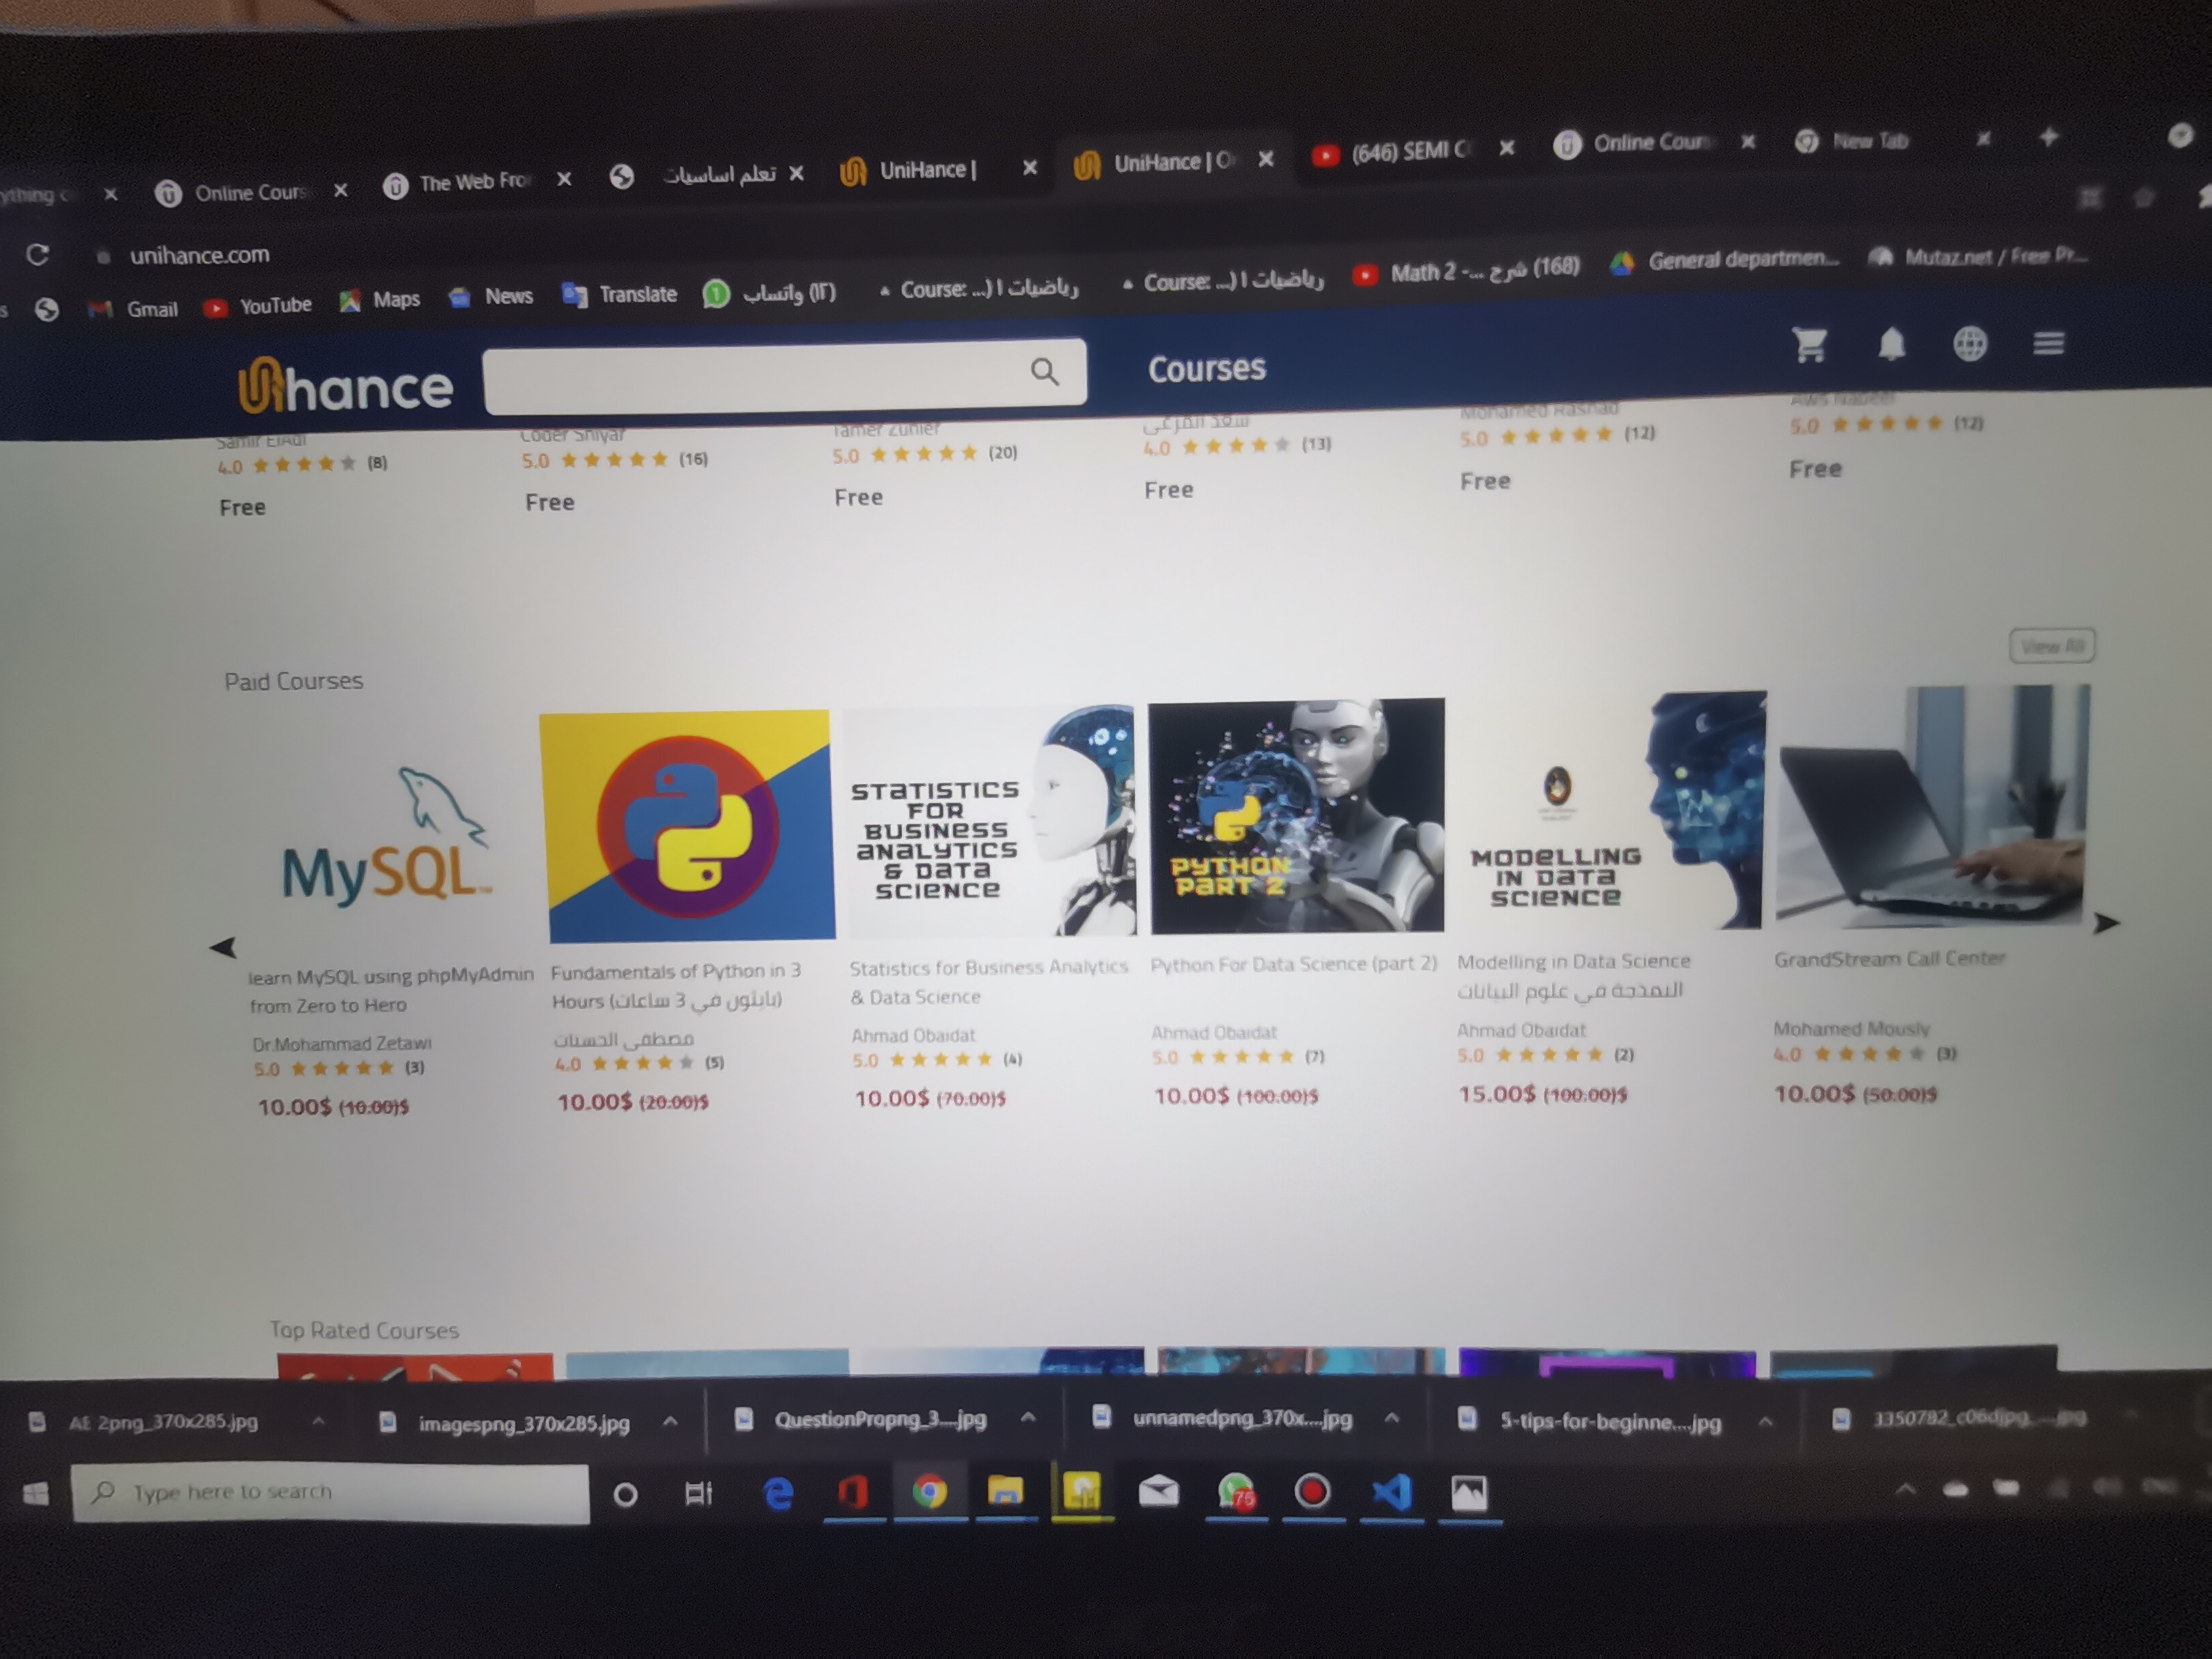 Online Cours
The Web Fro
تعلم اساسيات
UniHance |
UniHance | O
(646) SEMI C
Online Cour
New Tab
unihance.com
Gmail
YouTube
Maps
News
Translate
(١٢) واتساب
Course: ...) رياضيات ا
Course: ...) رياضيات ا
Math 2 -... شرح (168)
General departmen...
Mutaz.net / Free Pr...
Unihance
Courses
Samir ElAdl
Coder Shiyar
Tamer Zuhier
Mohamed Rashad
Aws Nabeel
4.0 (8)
5.0 (16)
5.0 (20)
4.0 (13)
5.0 (12)
5.0 (12)
Free
Free
Free
Free
Free
Free
View All
Paid Courses
MySQL™
STATISTICS
FOR
BUSINESS
ANALYTICS
& DATA
SCIENCE
PYTHON
PART 2
MODELLING
IN DATA
SCIENCE
learn MySQL using phpMyAdmin
from Zero to Hero
Dr.Mohammad Zetawi
5.0 (3)
10.00$ (10.00)$
Fundamentals of Python in 3
Hours (بايثون في 3 ساعات)
مصطفى الحسنات
4.0 (5)
10.00$ (20.00)$
Statistics for Business Analytics
& Data Science
Ahmad Obaidat
5.0 (4)
10.00$ (70.00)$
Python For Data Science (part 2)
Ahmad Obaidat
5.0 (7)
10.00$ (100.00)$
Modelling in Data Science
النمذجة في علوم البيانات
Ahmad Obaidat
5.0 (2)
15.00$ (100.00)$
GrandStream Call Center
Mohamed Mously
4.0 (3)
10.00$ (50.00)$
Top Rated Courses
AE 2png_370x285.jpg
imagespng_370x285.jpg
QuestionPropng_3....jpg
unnamedpng_370x....jpg
5-tips-for-beginne....jpg
3350782_c06djpg_....jpg
Type here to search
75
ENG